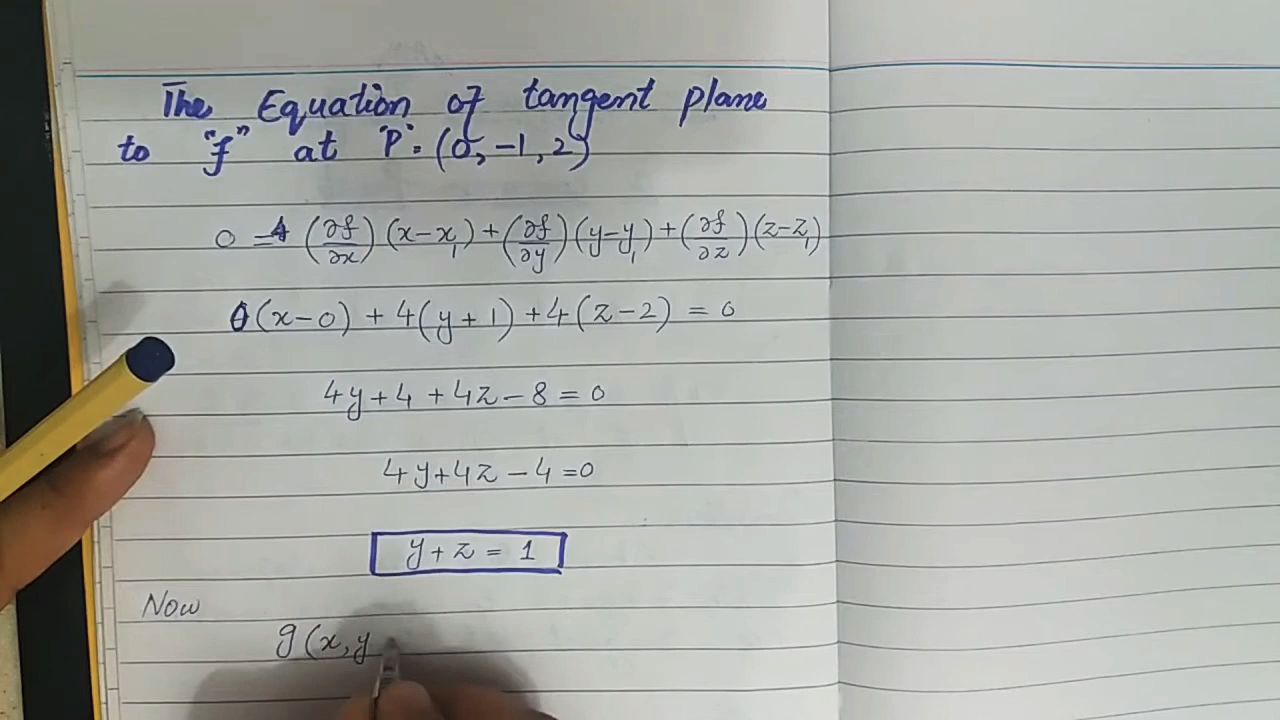 The Equation of tangent plane
to "f" at "P": (0, -1, 2)
0 = (∂f/∂x)(x-x₁) + (∂f/∂y)(y-y₁) + (∂f/∂z)(z-z₁)
0(x-0) + 4(y+1) + 4(z-2) = 0
4y+4+4z-8=0
4y+4z-4=0
y+z=1
Now
g(x,y